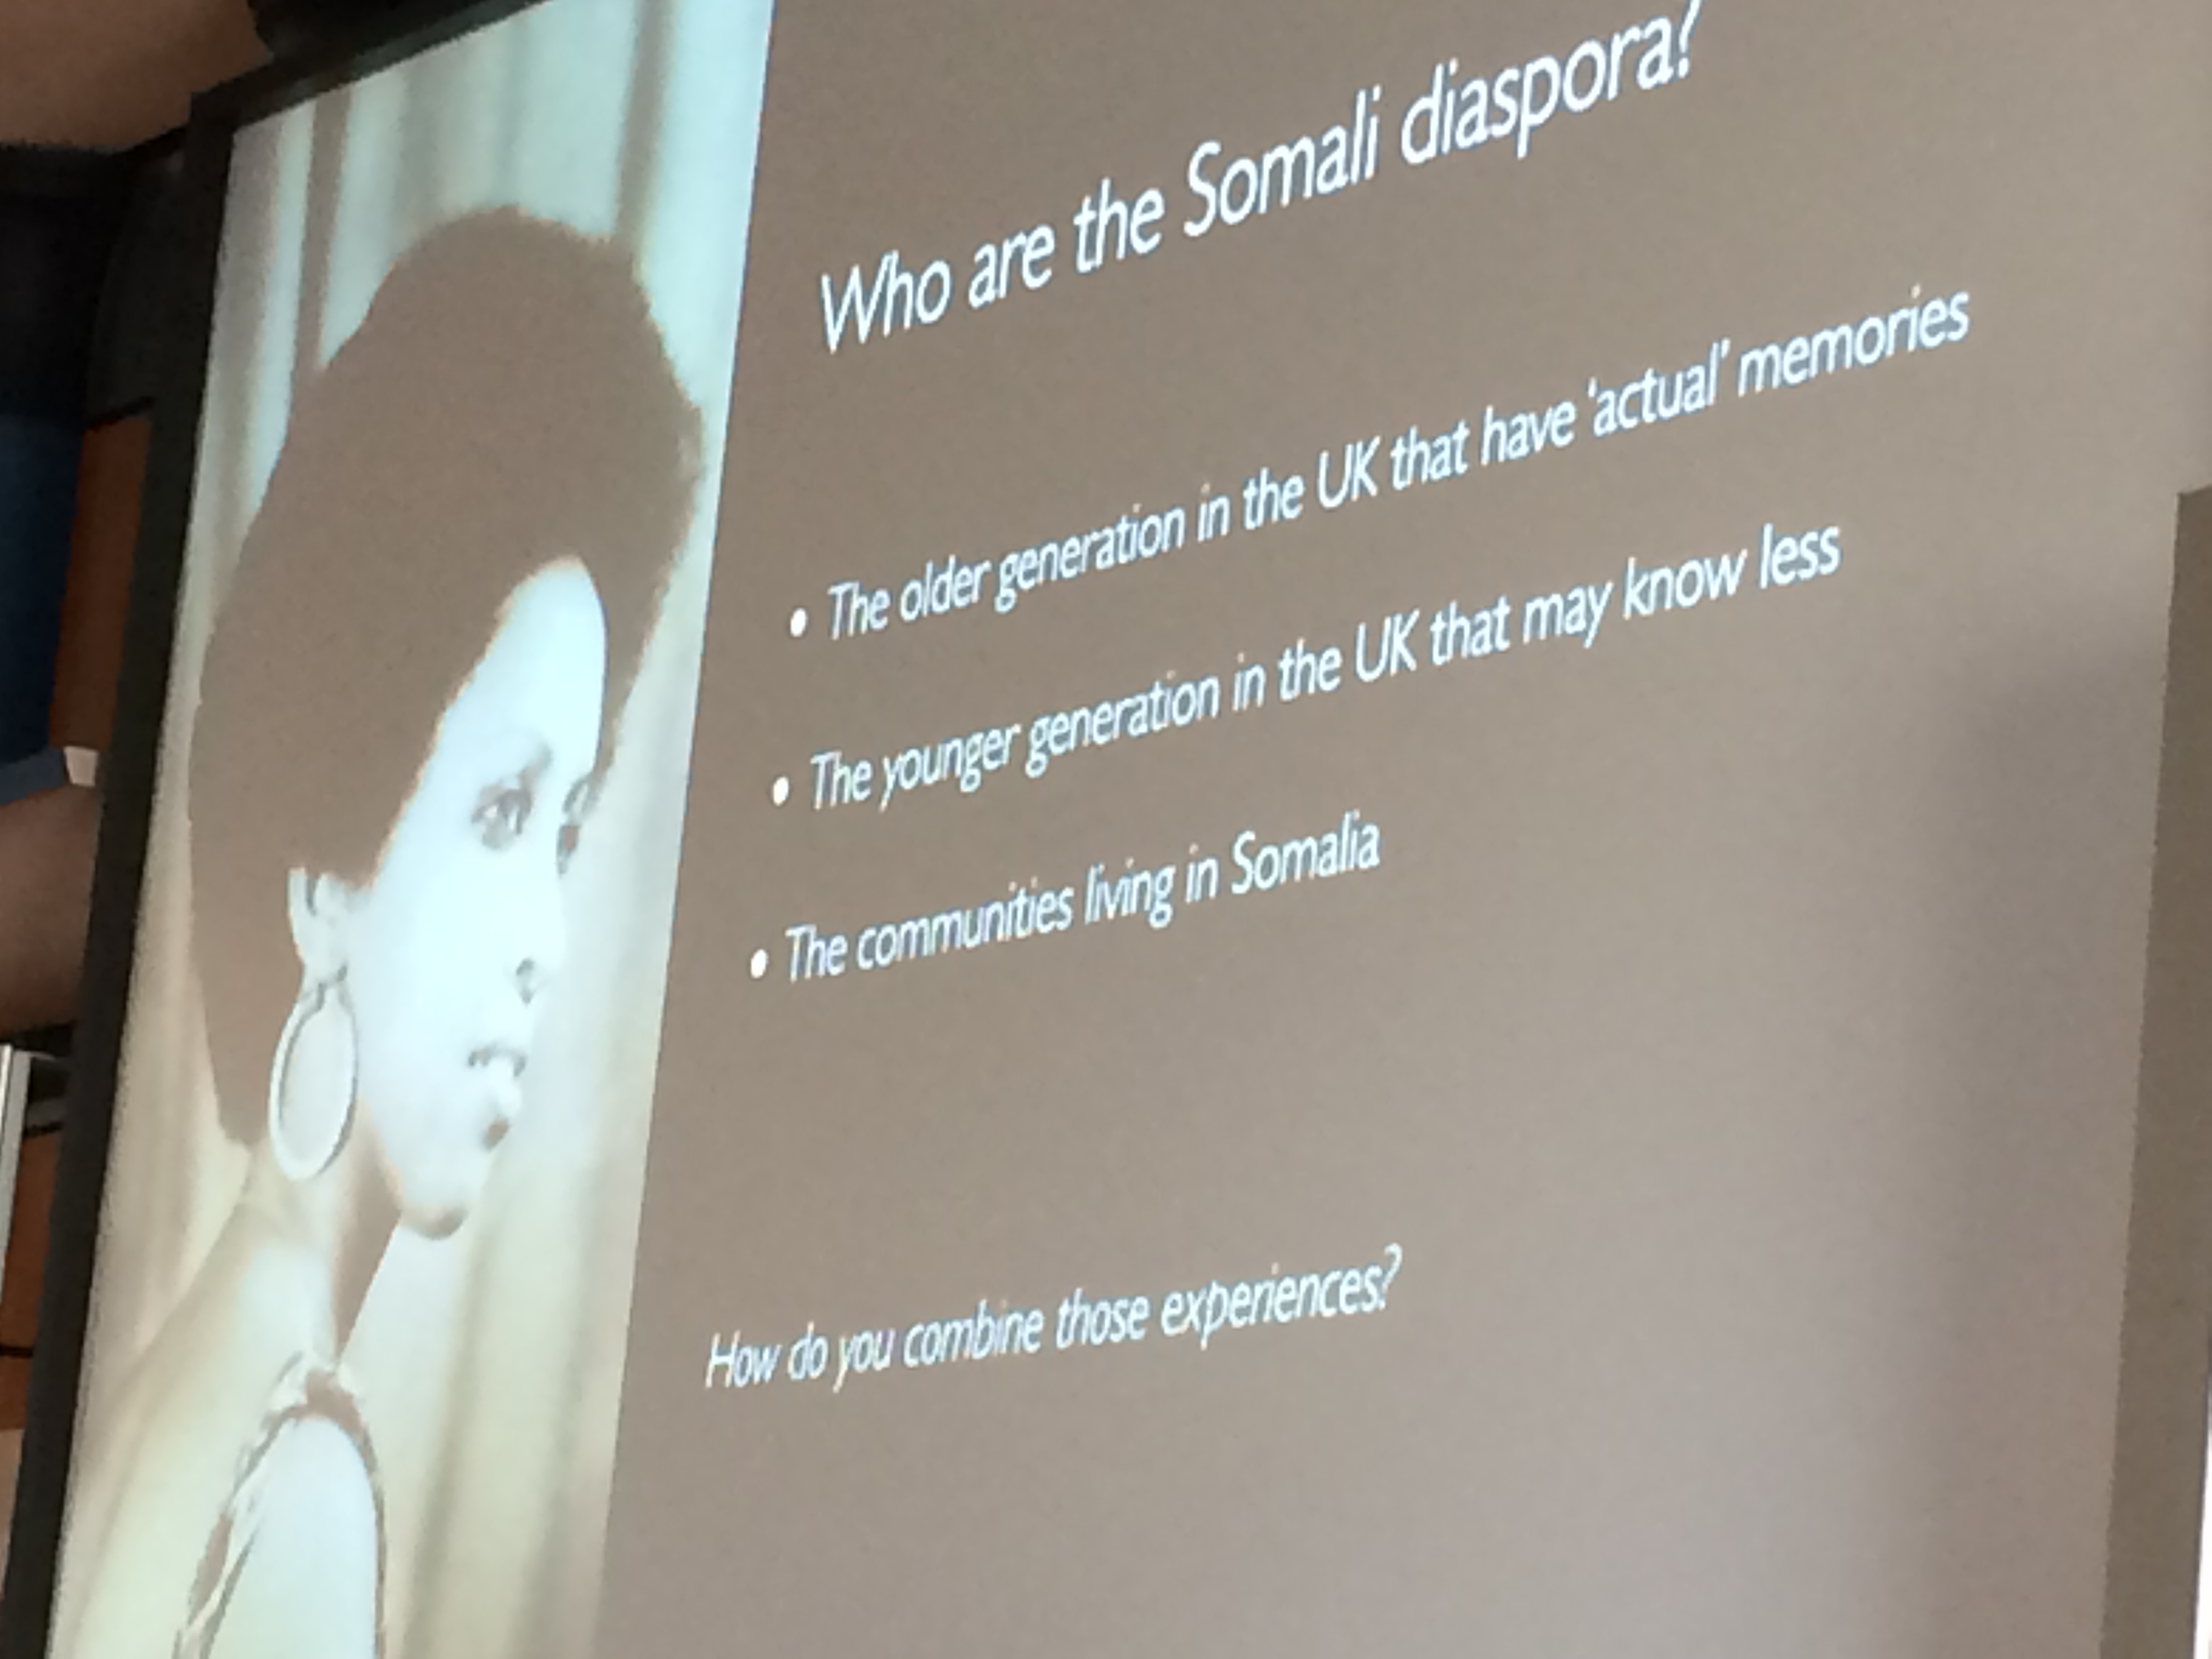 Who are the Somali diaspora?
• The older generation in the UK that have 'actual' memories
• The younger generation in the UK that may know less
• The communities living in Somalia
How do you combine those experiences?